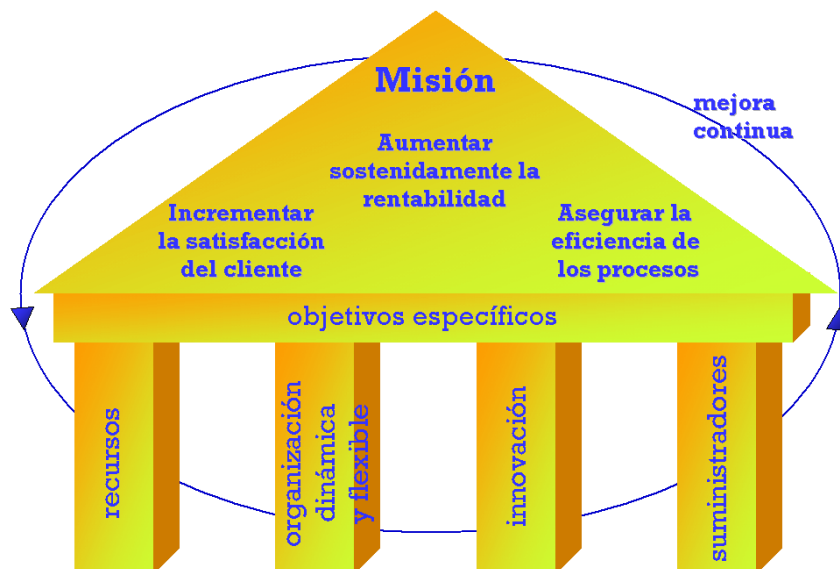 Misión
mejora
continua
Aumentar
sostenidamente la
rentabilidad
Incrementar
la satisfacción
del cliente
Asegurar la
eficiencia de
los procesos
objetivos específicos
recursos
organización
dinámica
y flexible
innovación
suministradores